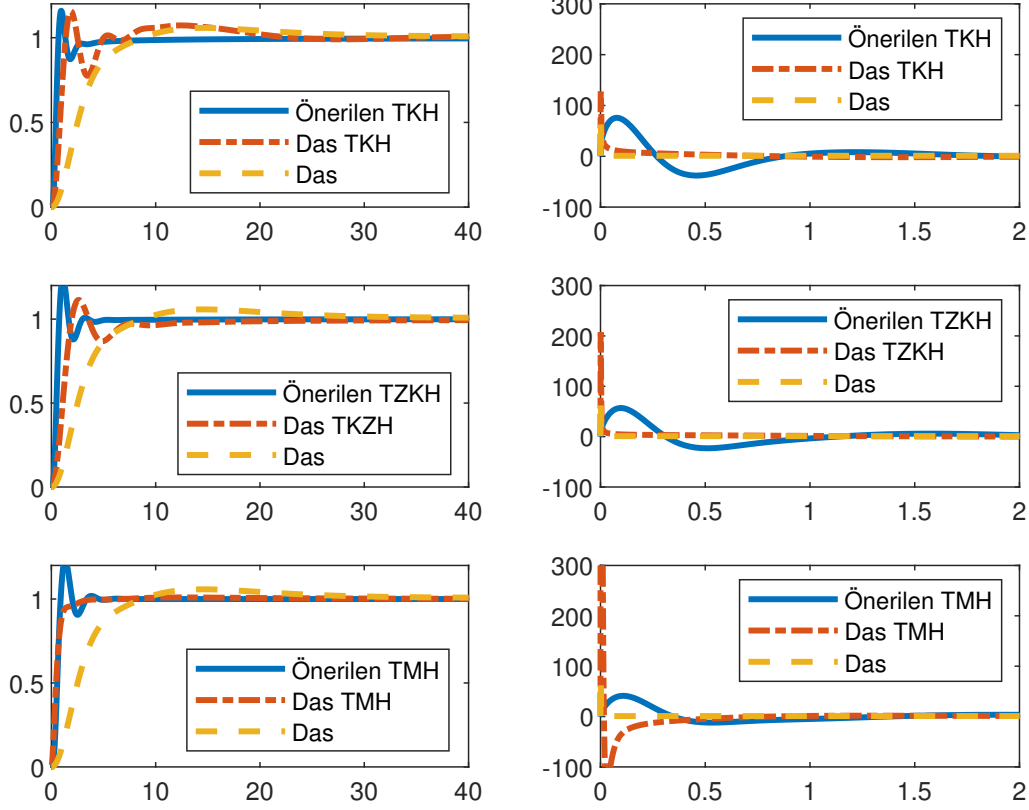 1
0.5
0
0 10 20 30 40
Önerilen TKH
Das TKH
Das
300
200
100
0
-100
0 0.5 1 1.5 2
Önerilen TKH
Das TKH
Das
1
0.5
0
0 10 20 30 40
Önerilen TZKH
Das TKZH
Das
300
200
100
0
-100
0 0.5 1 1.5 2
Önerilen TZKH
Das TZKH
Das
1
0.5
0
0 10 20 30 40
Önerilen TMH
Das TMH
Das
300
200
100
0
-100
0 0.5 1 1.5 2
Önerilen TMH
Das TMH
Das